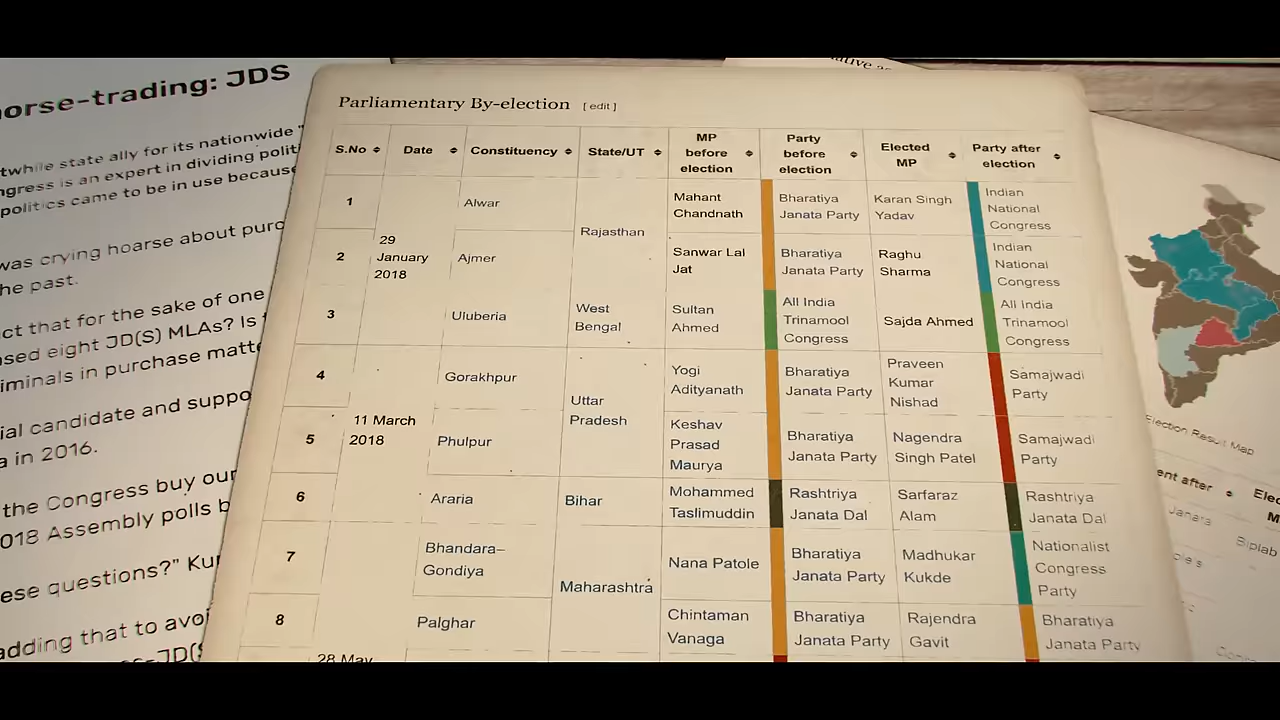 horse-trading: JDS
twhile state ally for its nationwide "
ngress is an expert in dividing polit
politics came to be in use because
was crying hoarse about purc
he past.
ct that for the sake of one
ased eight JD(S) MLAs? Is
iminals in purchase matte
ial candidate and suppo
a in 2016.
the Congress buy our
018 Assembly polls b
ese questions?" Ku
adding that to avoi
Parliamentary By-election [ edit ]
S.No Date Constituency State/UT MP before election Party before election Elected MP Party after election
1 29 January 2018 Alwar Rajasthan Mahant Chandnath Bharatiya Janata Party Karan Singh Yadav Indian National Congress
2 Ajmer Sanwar Lal Jat Bharatiya Janata Party Raghu Sharma Indian National Congress
3 Uluberia West Bengal Sultan Ahmed All India Trinamool Congress Sajda Ahmed All India Trinamool Congress
4 11 March 2018 Gorakhpur Uttar Pradesh Yogi Adityanath Bharatiya Janata Party Praveen Kumar Nishad Samajwadi Party
5 Phulpur Keshav Prasad Maurya Bharatiya Janata Party Nagendra Singh Patel Samajwadi Party
6 Araria Bihar Mohammed Taslimuddin Rashtriya Janata Dal Sarfaraz Alam Rashtriya Janata Dal
7 Bhandara–Gondiya Maharashtra Nana Patole Bharatiya Janata Party Madhukar Kukde Nationalist Congress Party
8 Palghar Chintaman Vanaga Bharatiya Janata Party Rajendra Gavit Bharatiya Janata Party
28 May
Election Result Map
ent after Elec
Janata Biplab